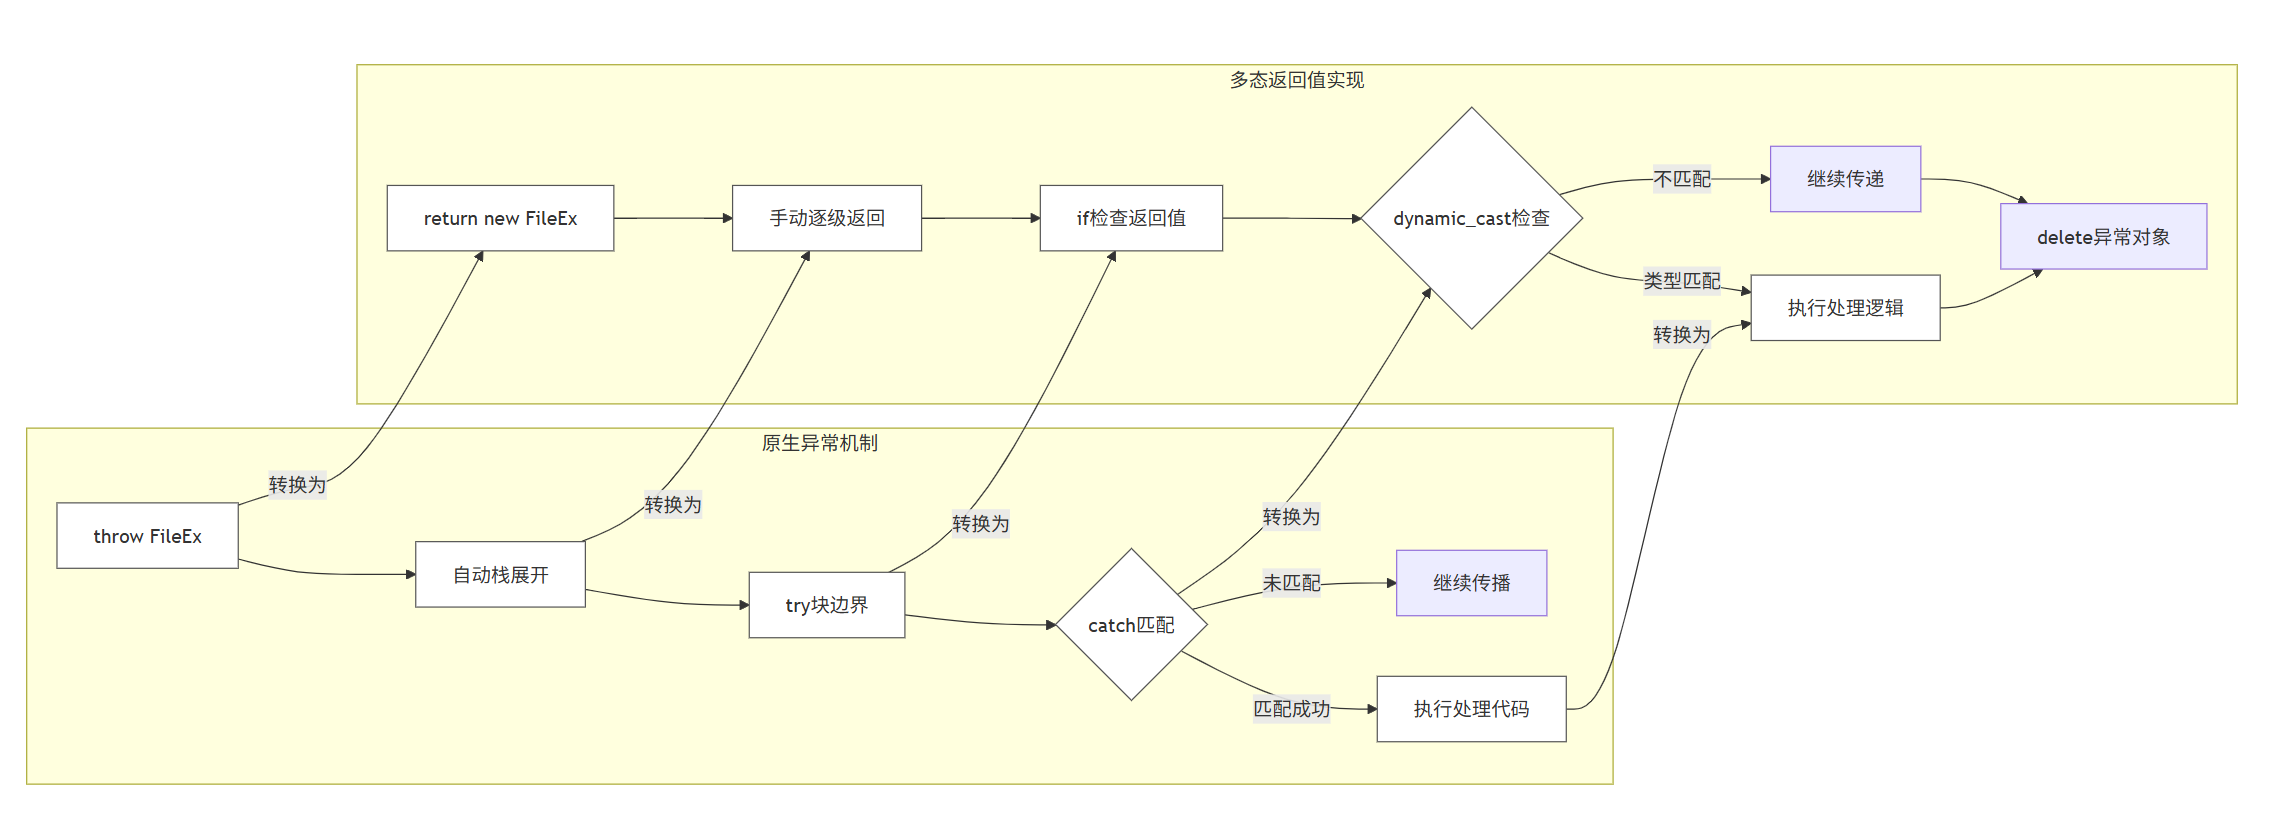 多态返回值实现
return new FileEx
手动逐级返回
if检查返回值
dynamic_cast检查
不匹配
继续传递
类型匹配
delete异常对象
执行处理逻辑
转换为
原生异常机制
转换为
转换为
转换为
转换为
throw FileEx
自动栈展开
try块边界
catch匹配
未匹配
继续传播
匹配成功
执行处理代码